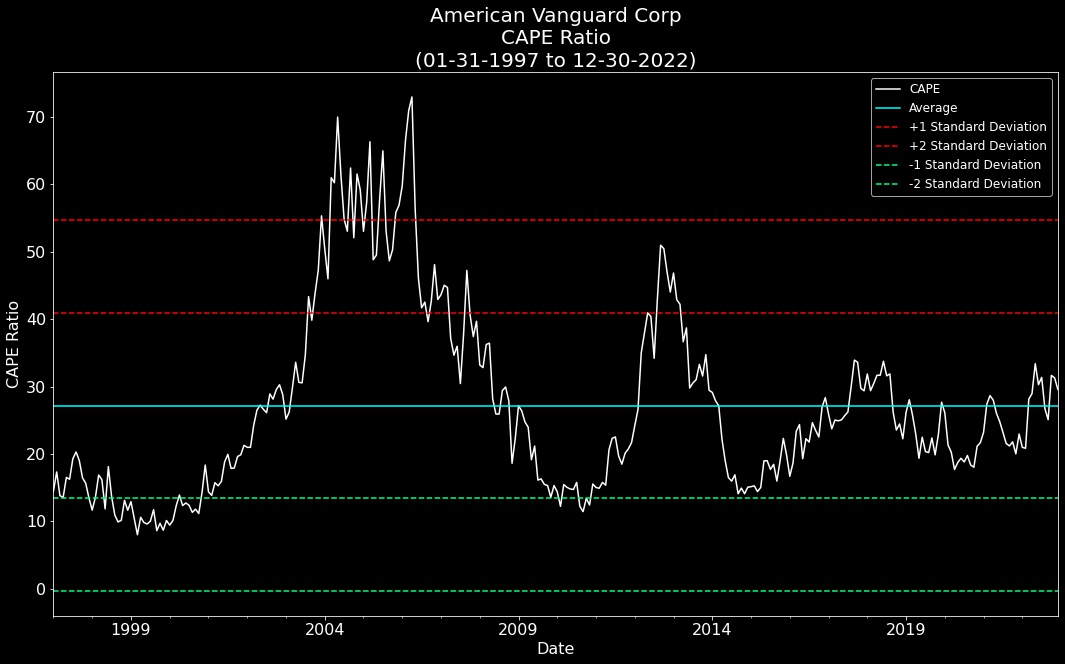 American Vanguard Corp
CAPE Ratio
(01-31-1997 to 12-30-2022)
CAPE
Average
+1 Standard Deviation
+2 Standard Deviation
-1 Standard Deviation
-2 Standard Deviation
CAPE Ratio
70
60
50
40
30
20
10
0
1999 2004 2009 2014 2019
Date